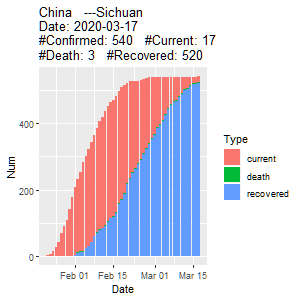 China   ---Sichuan
Date: 2020-03-17
#Confirmed: 540   #Current: 17
#Death: 3   #Recovered: 520
Num
400
200
0
Feb 01
Feb 15
Mar 01
Mar 15
Date
Type
current
death
recovered